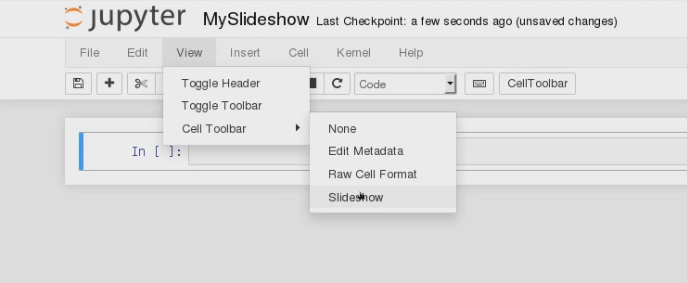 jupyter MySlideshow Last Checkpoint: a few seconds ago (unsaved changes)
File Edit View Insert Cell Kernel Help
Code CellToolbar
Toggle Header
Toggle Toolbar
Cell Toolbar
None
In [ ]:
Edit Metadata
Raw Cell Format
Slideshow